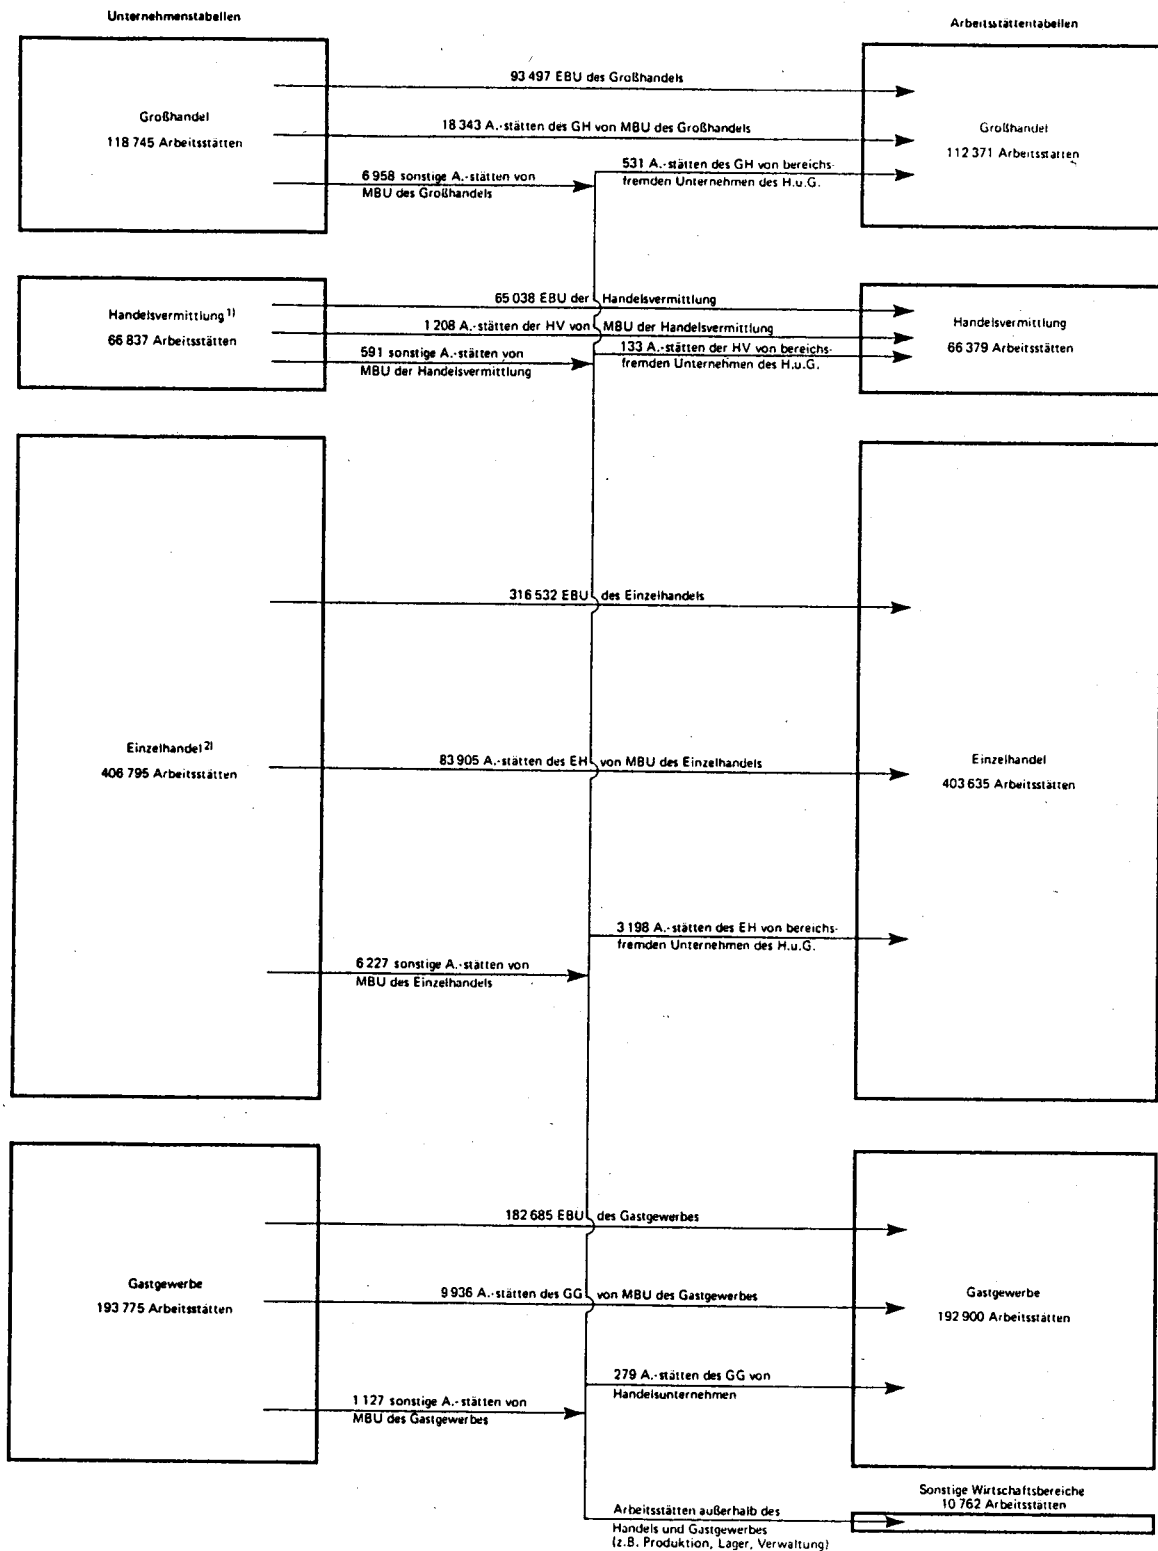 Unternehmenstabellen
Arbeitsstättentabellen
93 497 EBU des Großhandels
Großhandel
118 745 Arbeitsstätten
18 343 A.-stätten des GH von MBU des Großhandels
Großhandel
112 371 Arbeitsstätten
6 958 sonstige A.-stätten von
MBU des Großhandels
531 A.-stätten des GH von bereichs-
fremden Unternehmen des H.u.G.
65 038 EBU der Handelsvermittlung
Handelsvermittlung 1)
66 837 Arbeitsstätten
1 208 A.-stätten der HV von MBU der Handelsvermittlung
Handelsvermittlung
66 379 Arbeitsstätten
591 sonstige A.-stätten von
MBU der Handelsvermittlung
133 A.-stätten der HV von bereichs-
fremden Unternehmen des H.u.G.
316 532 EBU des Einzelhandels
Einzelhandel 2)
406 795 Arbeitsstätten
83 905 A.-stätten des EH von MBU des Einzelhandels
Einzelhandel
403 635 Arbeitsstätten
3 198 A.-stätten des EH von bereichs-
fremden Unternehmen des H.u.G.
6 227 sonstige A.-stätten von
MBU des Einzelhandels
182 685 EBU des Gastgewerbes
Gastgewerbe
193 775 Arbeitsstätten
9 936 A.-stätten des GG von MBU des Gastgewerbes
Gastgewerbe
192 900 Arbeitsstätten
279 A.-stätten des GG von
Handelsunternehmen
1 127 sonstige A.-stätten von
MBU des Gastgewerbes
Sonstige Wirtschaftsbereiche
10 762 Arbeitsstätten
Arbeitsstätten außerhalb des
Handels und Gastgewerbes
(z.B. Produktion, Lager, Verwaltung)